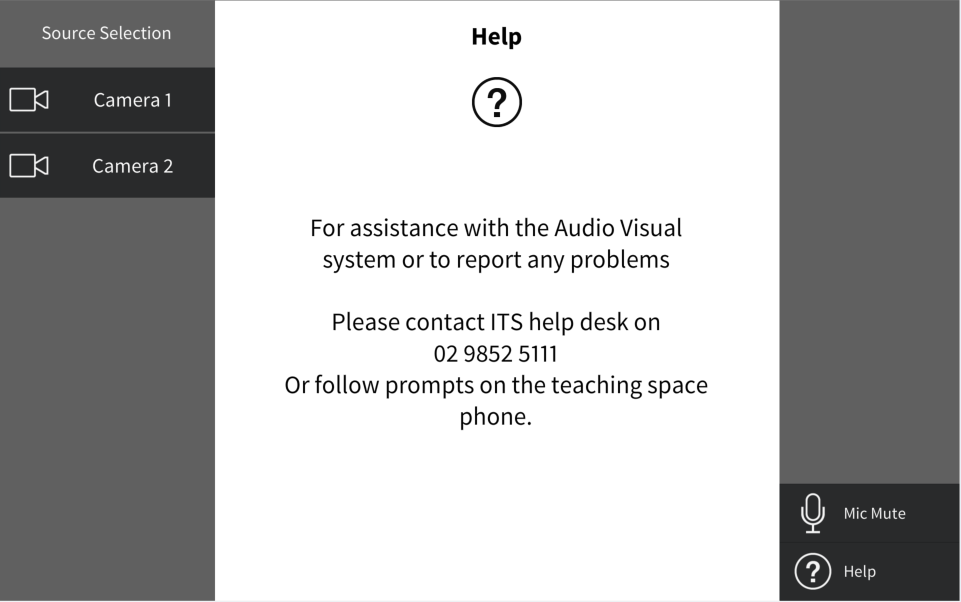 Source Selection
Camera 1
Camera 2
Help
?
For assistance with the Audio Visual
system or to report any problems
Please contact ITS help desk on
02 9852 5111
Or follow prompts on the teaching space
phone.
Mic Mute
?
Help